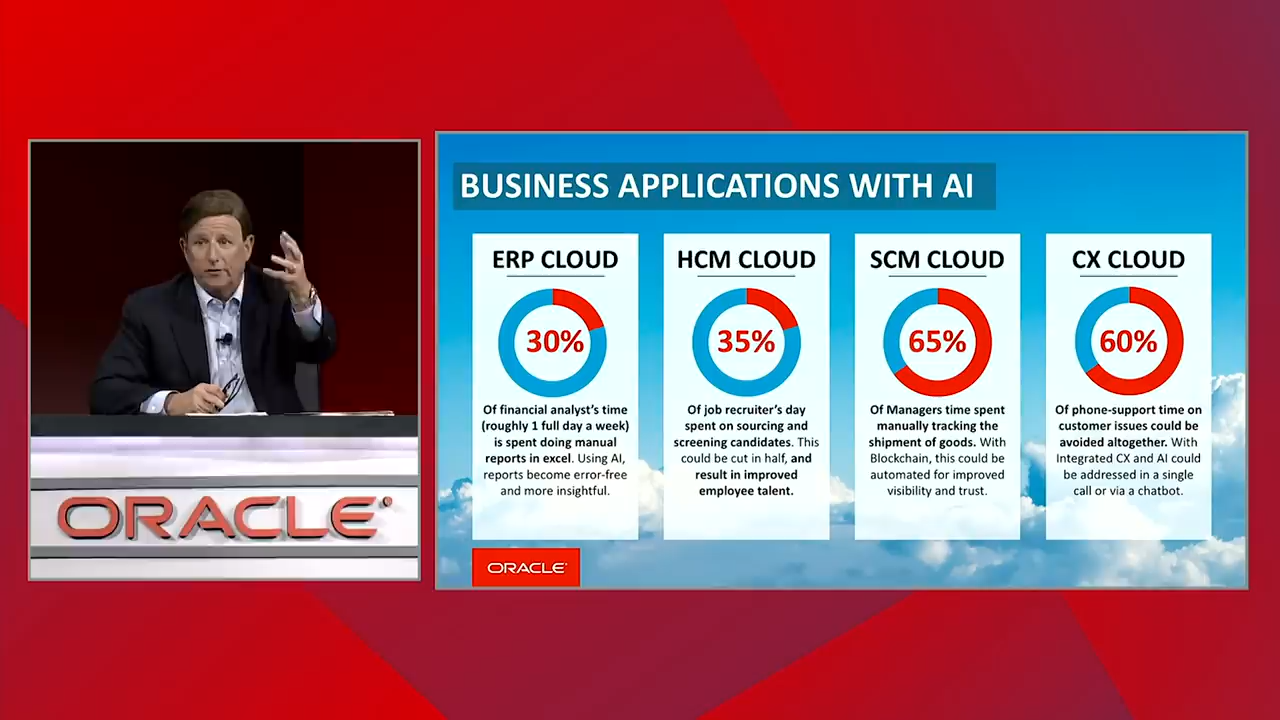 ORACLE
BUSINESS APPLICATIONS WITH AI
ERP CLOUD
30%
Of financial analyst's time
(roughly 1 full day a week)
is spent doing manual
reports in excel. Using AI,
reports become error-free
and more insightful.
HCM CLOUD
35%
Of job recruiter's day
spent on sourcing and
screening candidates. This
could be cut in half, and
result in improved
employee talent.
SCM CLOUD
65%
Of Managers time spent
manually tracking the
shipment of goods. With
Blockchain, this could be
automated for improved
visibility and trust.
CX CLOUD
60%
Of phone-support time on
customer issues could be
avoided altogether. With
Integrated CX and AI could
be addressed in a single
call or via a chatbot.
ORACLE